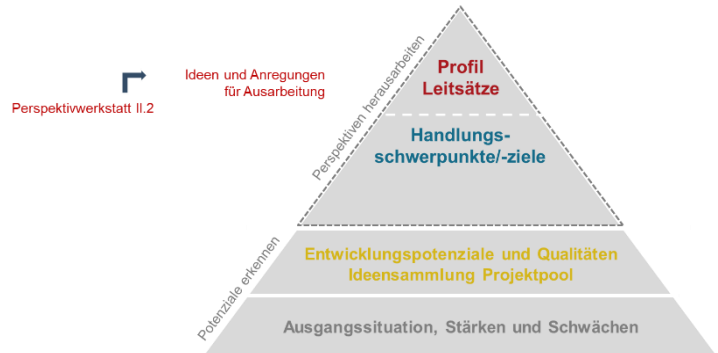 Ideen und Anregungen
für Ausarbeitung
Perspektivwerkstatt II.2
Perspektiven herausarbeiten
Profil
Leitsätze
Handlungs-
schwerpunkte/-ziele
Potenziale erkennen
Entwicklungspotenziale und Qualitäten
Ideensammlung Projektpool
Ausgangssituation, Stärken und Schwächen